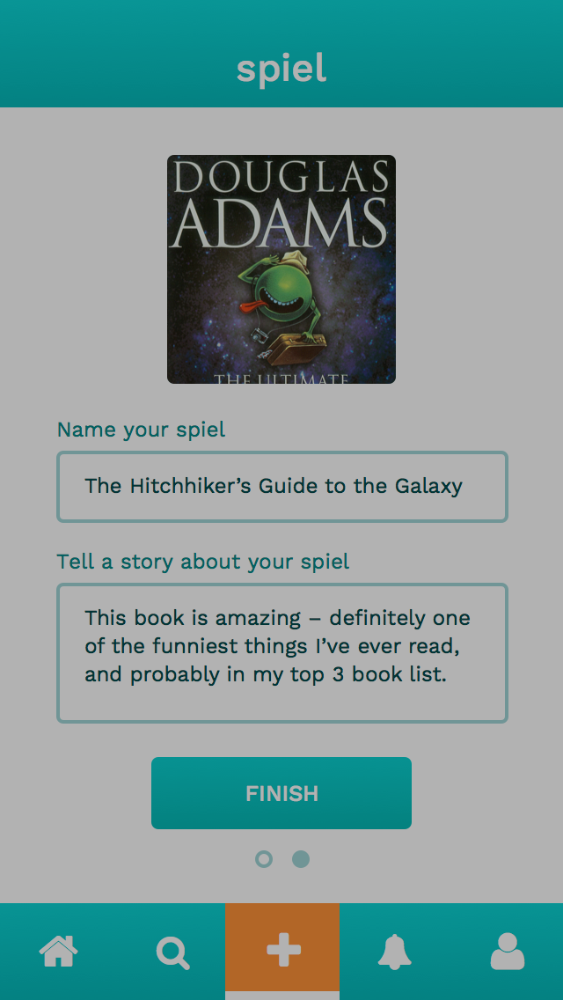 spiel
DOUGLAS
ADAMS
THE ULTIMATE
Name your spiel
The Hitchhiker’s Guide to the Galaxy
Tell a story about your spiel
This book is amazing – definitely one
of the funniest things I’ve ever read,
and probably in my top 3 book list.
FINISH